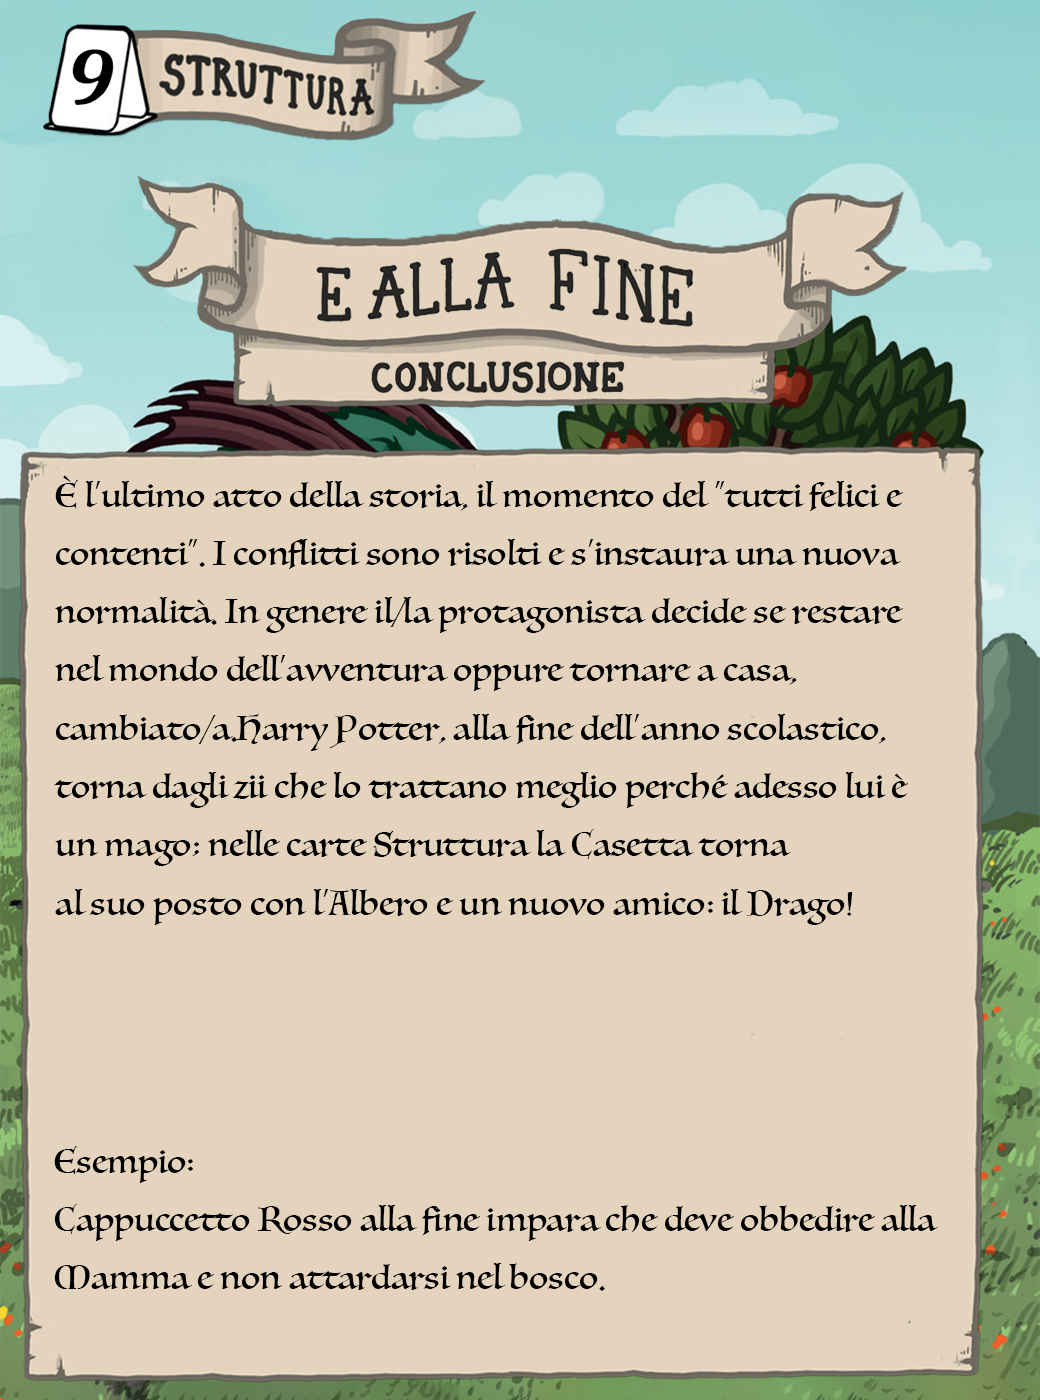 9 STRUTTURA
E ALLA FINE
CONCLUSIONE
È l'ultimo atto della storia, il momento del "tutti felici e
contenti". I conflitti sono risolti e s'instaura una nuova
normalità. In genere il/la protagonista decide se restare
nel mondo dell'avventura oppure tornare a casa,
cambiato/a.Harry Potter, alla fine dell'anno scolastico,
torna dagli zii che lo trattano meglio perché adesso lui è
un mago; nelle carte Struttura la Casetta torna
al suo posto con l'Albero e un nuovo amico: il Drago!
Esempio:
Cappuccetto Rosso alla fine impara che deve obbedire alla
Mamma e non attardarsi nel bosco.